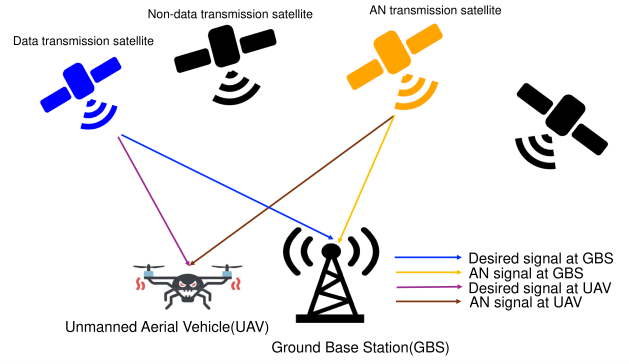 AN transmission satellite
Non-data transmission satellite
Data transmission satellite
Desired signal at GBS
AN signal at GBS
Desired signal at UAV
AN signal at UAV
Unmanned Aerial Vehicle(UAV)
Ground Base Station(GBS)